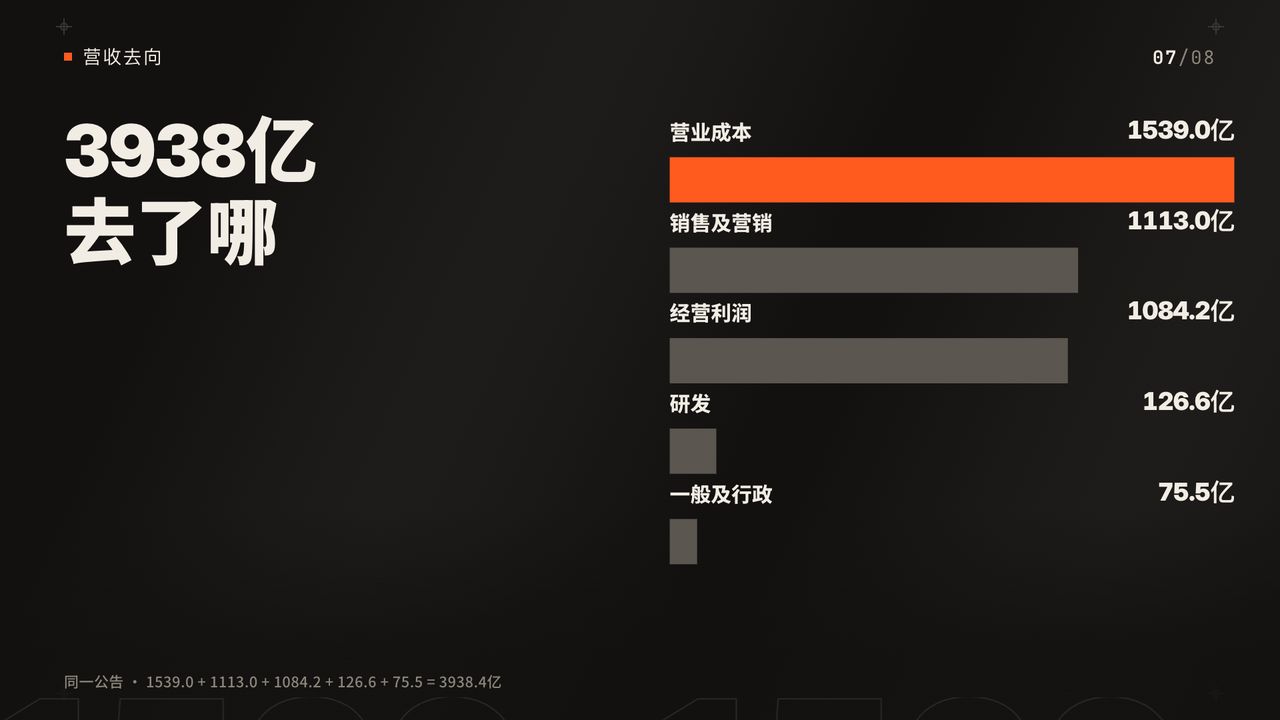 营收去向
07/08
3938亿
去了哪
营业成本 1539.0亿
销售及营销 1113.0亿
经营利润 1084.2亿
研发 126.6亿
一般及行政 75.5亿
同一公告 · 1539.0 + 1113.0 + 1084.2 + 126.6 + 75.5 = 3938.4亿